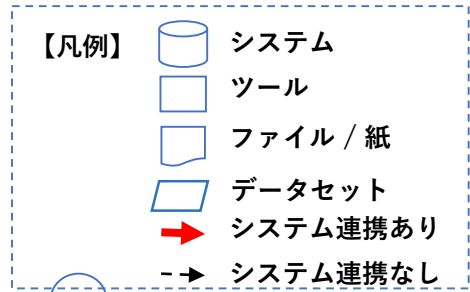 【凡例】
システム
ツール
ファイル / 紙
データセット
システム連携あり
システム連携なし